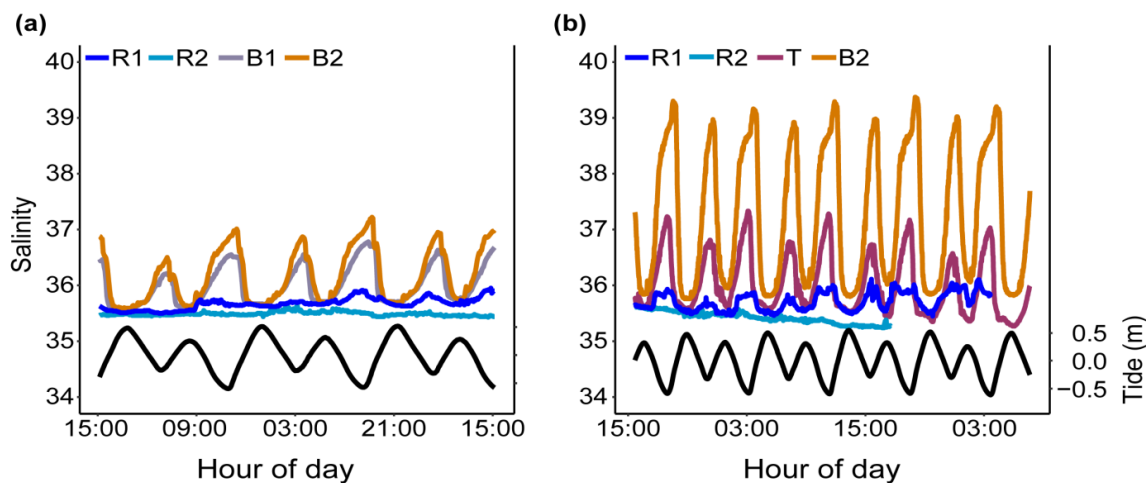 (a)
R1 R2 B1 B2
40
39
38
37
36
35
34
Salinity
15:00 09:00 03:00 21:00 15:00
Hour of day
(b)
R1 R2 T B2
40
39
38
37
36
35
34
0.5
0.0
−0.5
Tide (m)
15:00 03:00 15:00 03:00
Hour of day